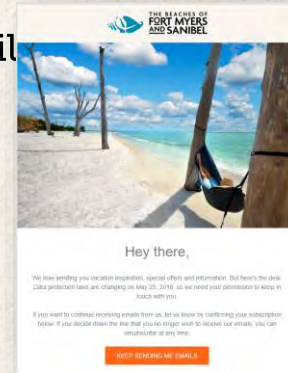 il
THE BEACHES OF
FORT MYERS
AND SANIBEL
Hey there,
We love sending you vacation inspiration, special offers and information. But here's the deal.
Data protection laws are changing on May 25, 2018, so we need your permission to keep in
touch with you.
If you want to continue receiving emails from us, let us know by confirming your subscription
below. If you decide down the line that you no longer wish to receive our emails, you can
unsubscribe at any time.
KEEP SENDING ME EMAILS